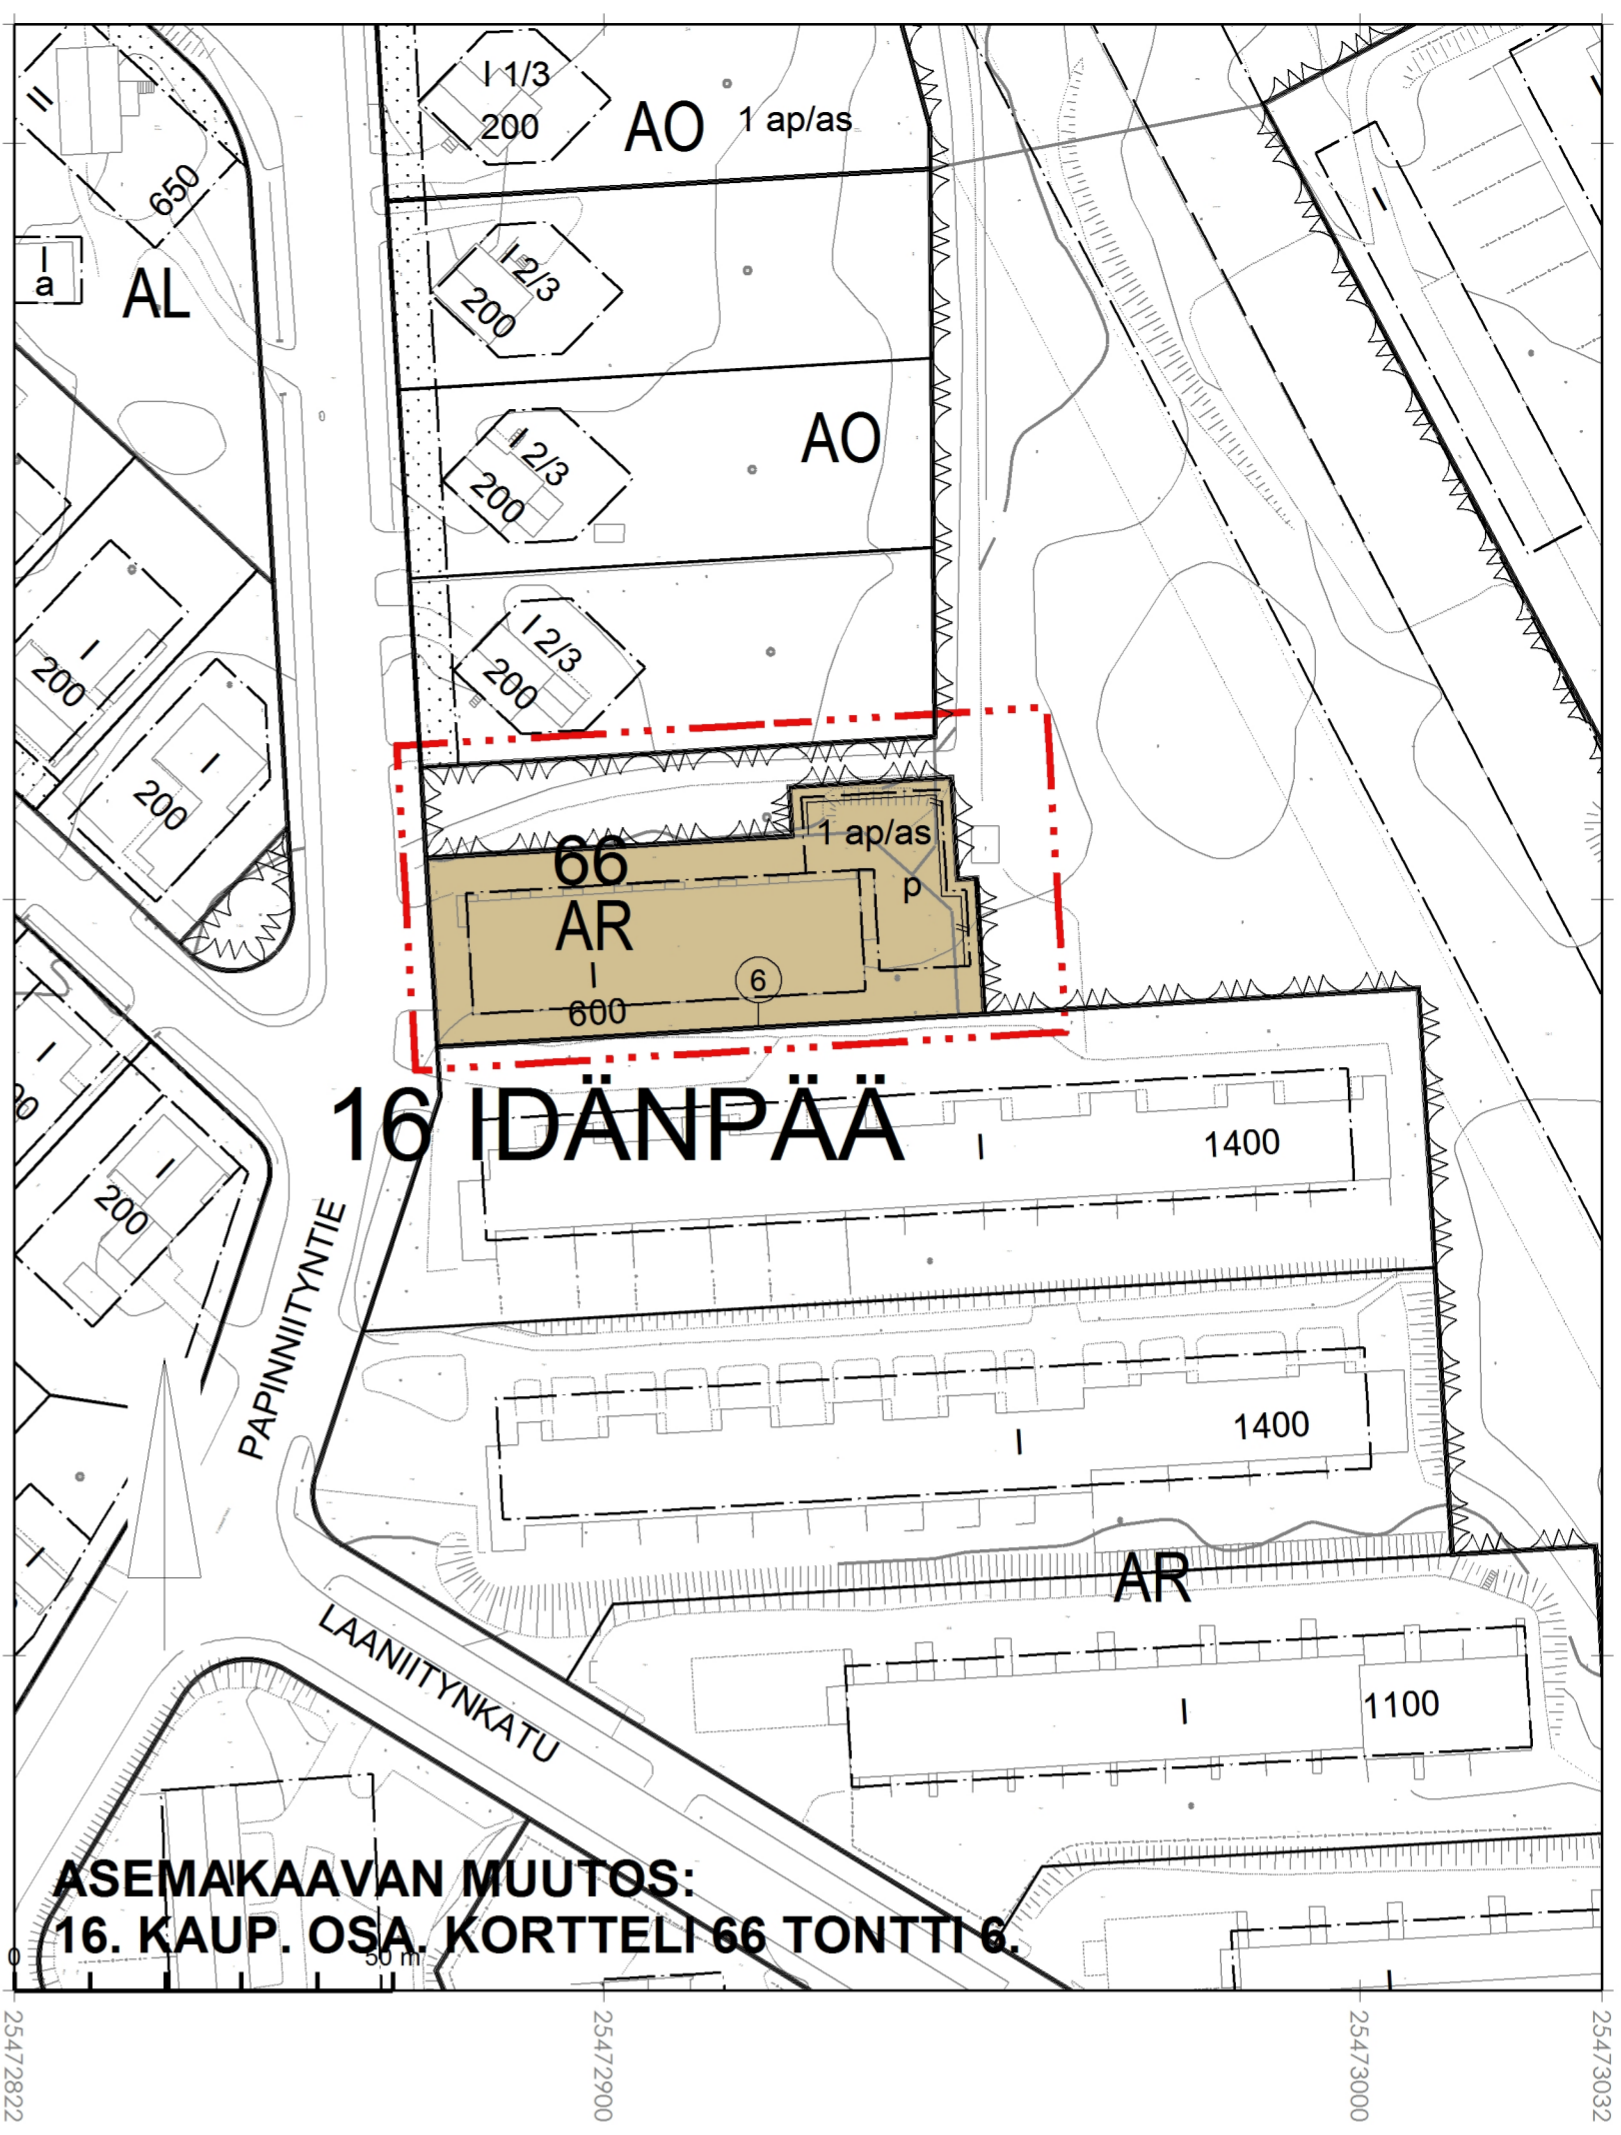 I 1/3
200
AO
1 ap/as
II
650
I
a
AL
I
I 2/3
200
AO
I 2/3
200
I 2/3
200
I
200
I
200
66
1 ap/as
p
AR
I
600
6
I
16 IDÄNPÄÄ
I
1400
I
200
PAPINNIITYNTIE
I
1400
I
AR
LAANIITYNKATU
I
1100
ASEMAKAAVAN MUUTOS:
16. KAUP. OSA. KORTTELI 66 TONTTI 6.
0
50 m
I
25472822
25472900
25473000
25473032